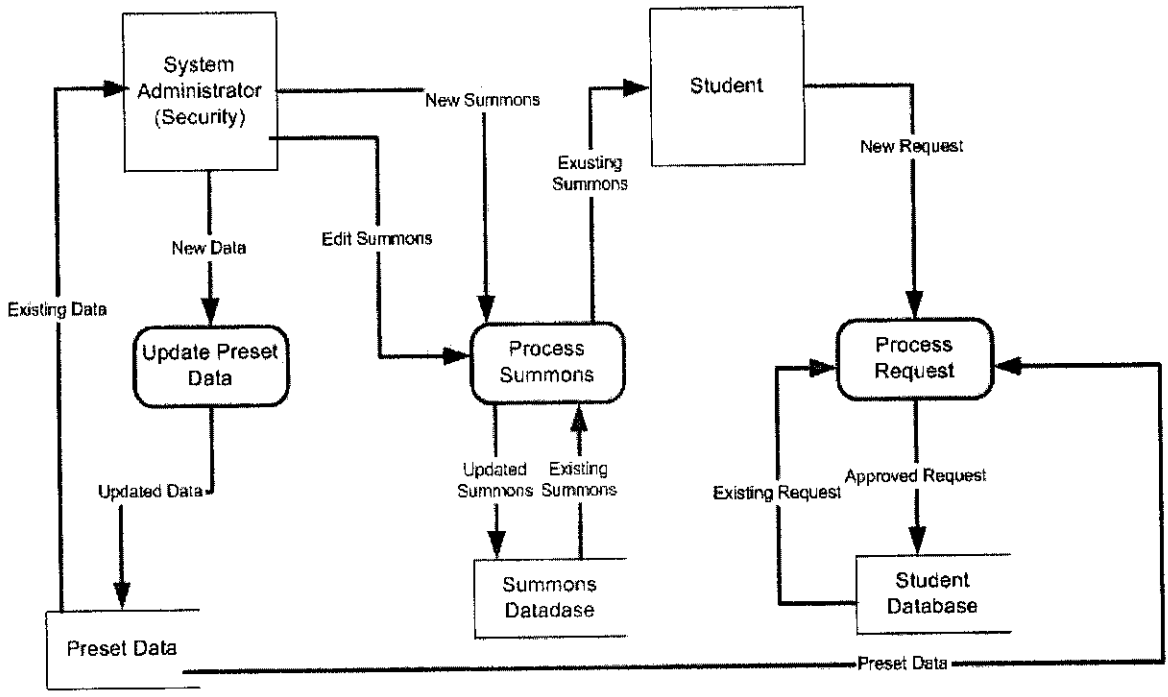 System
Administrator
(Security)
New Summons
Student
New Request
Exusting
Summons
New Data
Edit Summons
Existing Data
Update Preset
Data
Process
Summons
Process
Request
Updated Data
Updated
Summons
Existing
Summons
Existing Request
Approved Request
Summons
Datadase
Student
Database
Preset Data
Preset Data